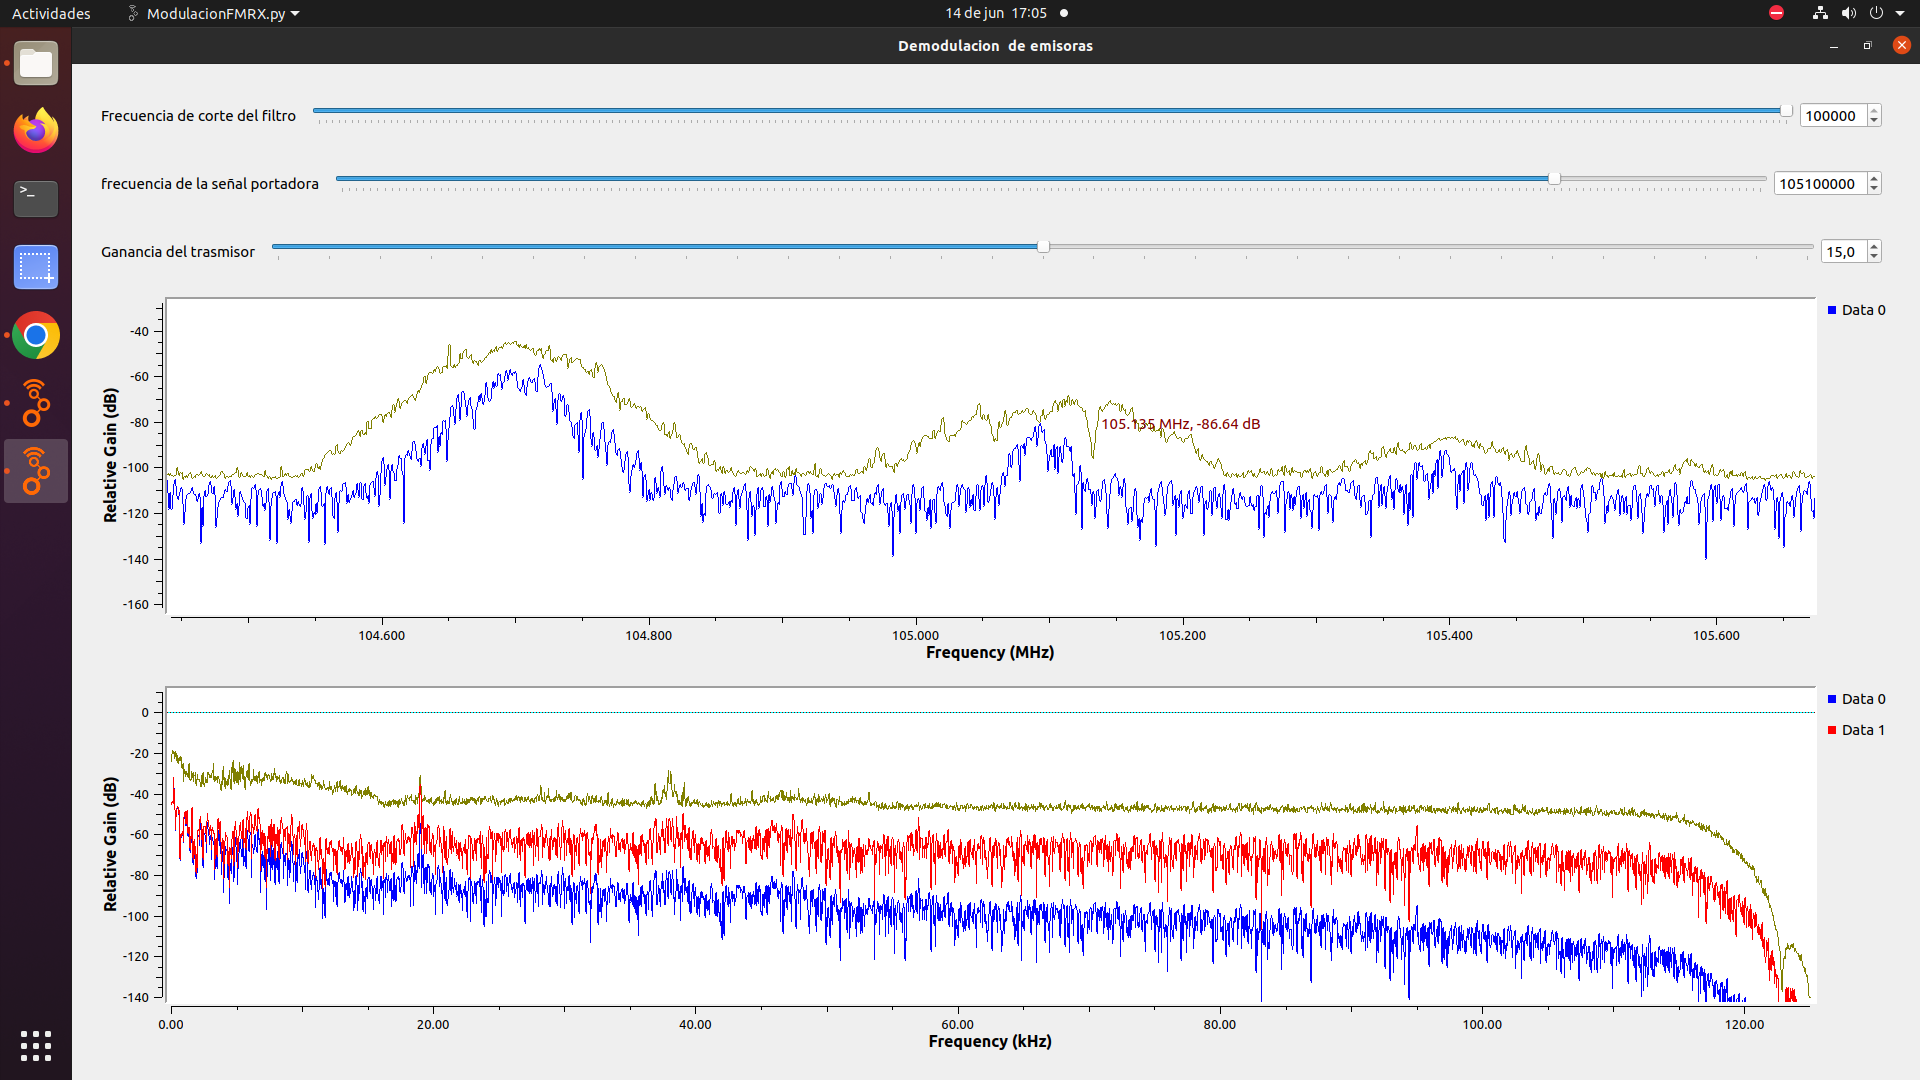 Actividades ModulacionFMRX.py 14 de jun 17:05
Demodulacion de emisoras
Frecuencia de corte del filtro 100000
frecuencia de la señal portadora 105100000
Ganancia del trasmisor 15,0
Data 0
Relative Gain (dB)
-40
-60
-80
-100
-120
-140
-160
105.135 MHz, -86.64 dB
104.600 104.800 105.000 105.200 105.400 105.600
Frequency (MHz)
Data 0
Data 1
Relative Gain (dB)
0
-20
-40
-60
-80
-100
-120
-140
0.00 20.00 40.00 60.00 80.00 100.00 120.00
Frequency (kHz)